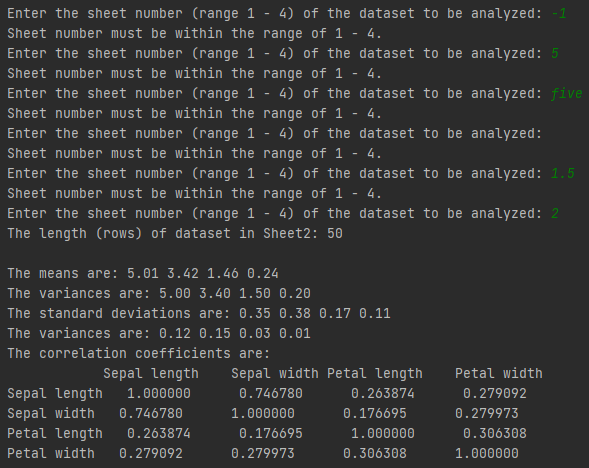 Enter the sheet number (range 1 - 4) of the dataset to be analyzed: -1
Sheet number must be within the range of 1 - 4.
Enter the sheet number (range 1 - 4) of the dataset to be analyzed: 5
Sheet number must be within the range of 1 - 4.
Enter the sheet number (range 1 - 4) of the dataset to be analyzed: five
Sheet number must be within the range of 1 - 4.
Enter the sheet number (range 1 - 4) of the dataset to be analyzed:
Sheet number must be within the range of 1 - 4.
Enter the sheet number (range 1 - 4) of the dataset to be analyzed: 1.5
Sheet number must be within the range of 1 - 4.
Enter the sheet number (range 1 - 4) of the dataset to be analyzed: 2
The length (rows) of dataset in Sheet2: 50
The means are: 5.01 3.42 1.46 0.24
The variances are: 5.00 3.40 1.50 0.20
The standard deviations are: 0.35 0.38 0.17 0.11
The variances are: 0.12 0.15 0.03 0.01
The correlation coefficients are:
Sepal length Sepal width Petal length Petal width
Sepal length 1.000000 0.746780 0.263874 0.279092
Sepal width 0.746780 1.000000 0.176695 0.279973
Petal length 0.263874 0.176695 1.000000 0.306308
Petal width 0.279092 0.279973 0.306308 1.000000